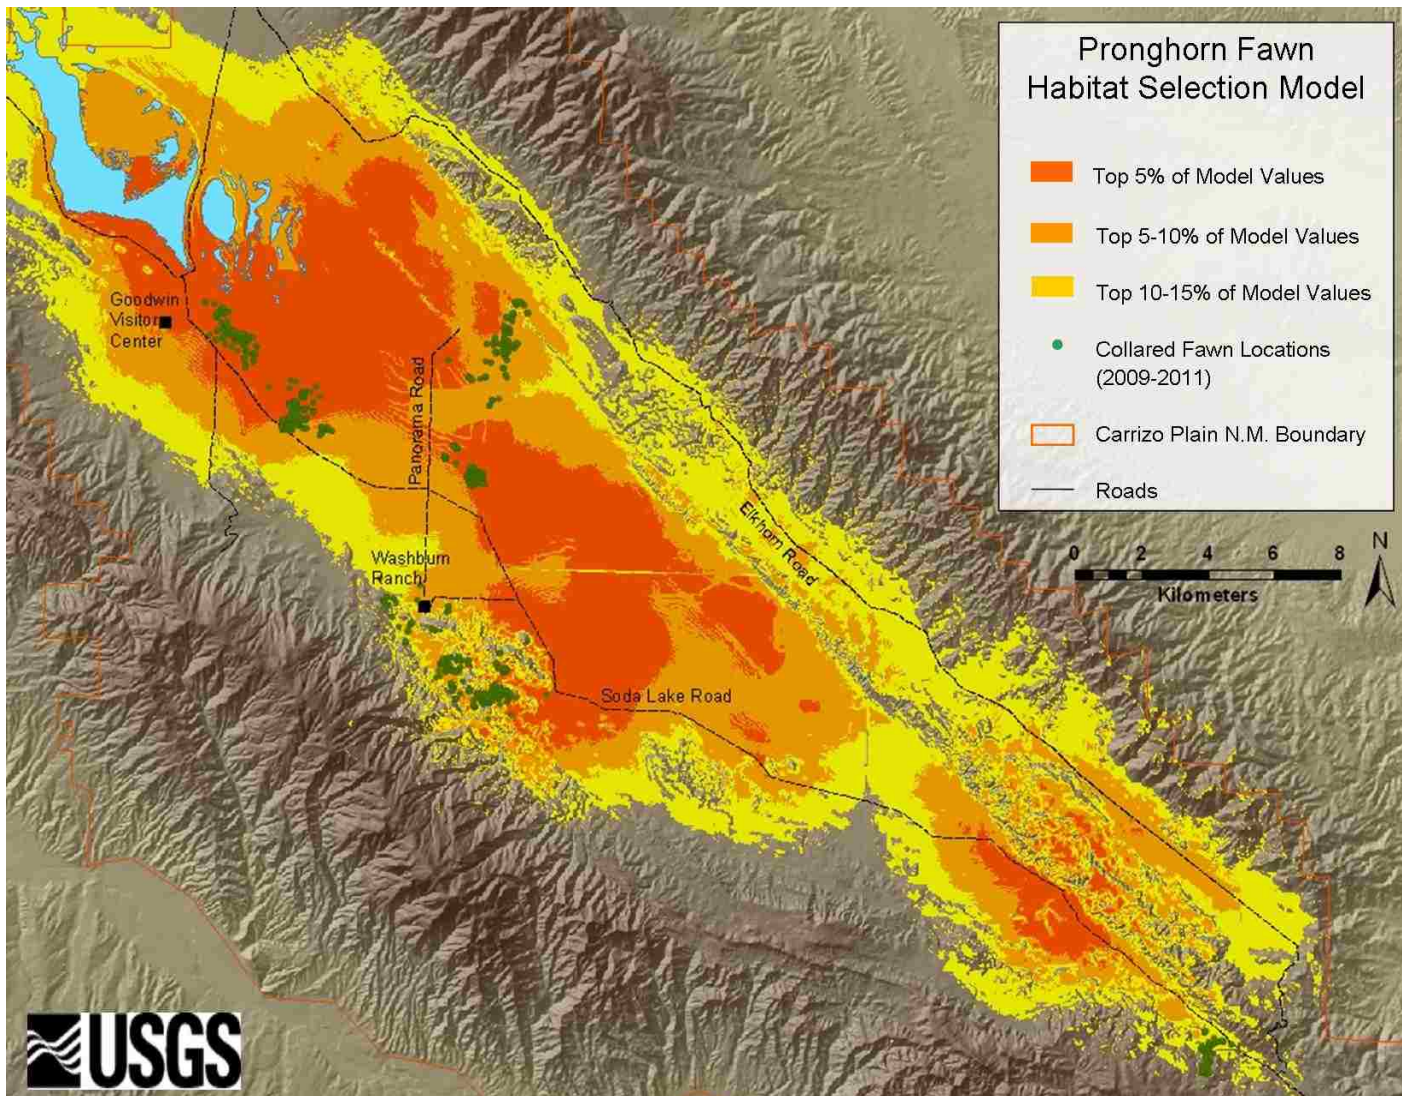 Pronghorn Fawn
Habitat Selection Model
Top 5% of Model Values
Top 5-10% of Model Values
Top 10-15% of Model Values
Collared Fawn Locations
(2009-2011)
Carrizo Plain N.M. Boundary
Roads
Goodwin
Visitor
Center
Panorama Road
Washburn
Ranch
Elkhorn Road
Soda Lake Road
0 2 4 6 8
Kilometers
N
USGS